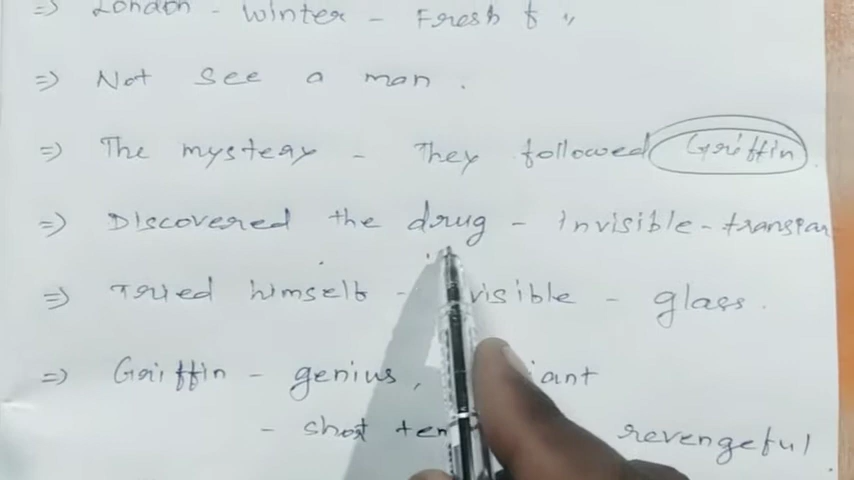 ⇒ London - Winter - Fresh f "
⇒ Not see a man .
⇒ The mystery - They followed Griffin .
⇒ Discovered the drug - invisible - transpar
⇒ Tried himself - visible - glass .
⇒ Griffin - genius , iant
- short tem revengeful